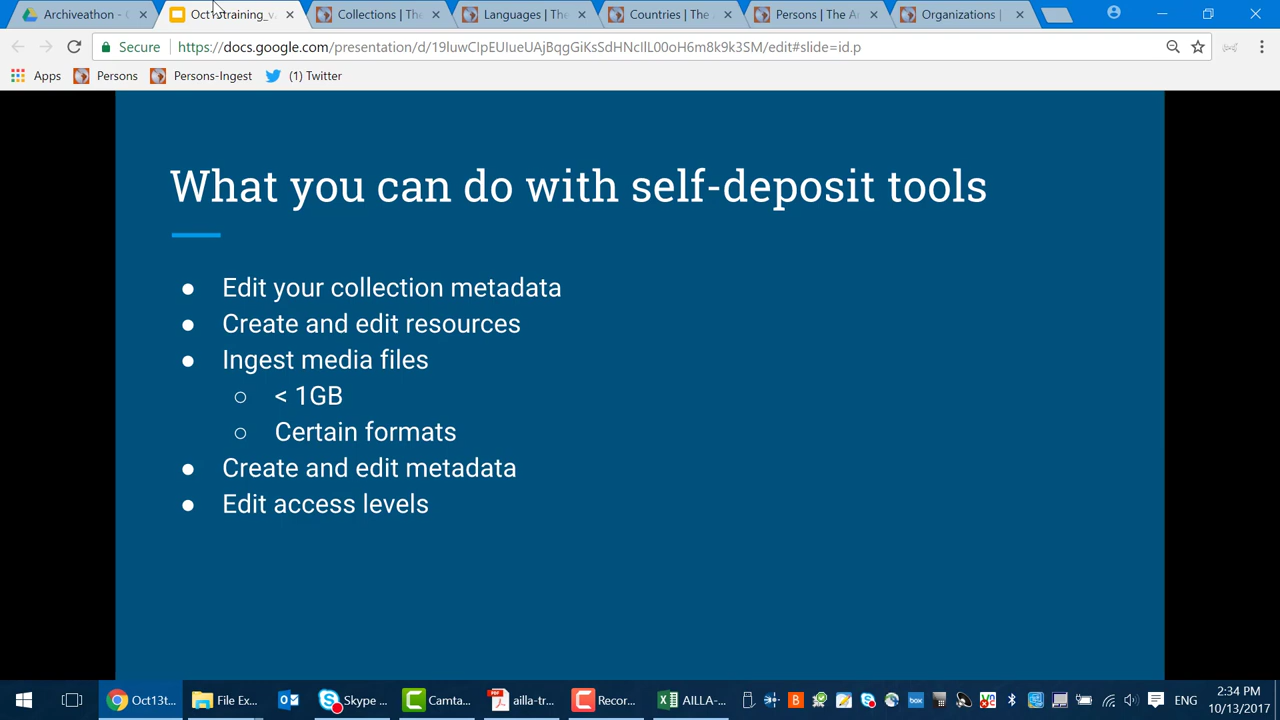 Archiveathon - G
Oct13training_v
Collections | The
Languages | The
Countries | The
Persons | The Ai
Organizations |
Secure
https://docs.google.com/presentation/d/19luwCIpEUIueUAjBqgGiKsSdHNcIlL00oH6m8k9k3SM/edit#slide=id.p
Apps
Persons
Persons-Ingest
(1) Twitter
What you can do with self-deposit tools
Edit your collection metadata
Create and edit resources
Ingest media files
< 1GB
Certain formats
Create and edit metadata
Edit access levels
Oct13t...
File Ex...
Skype ...
Camta...
ailla-tr...
Recor...
AILLA-...
ENG
2:34 PM
10/13/2017